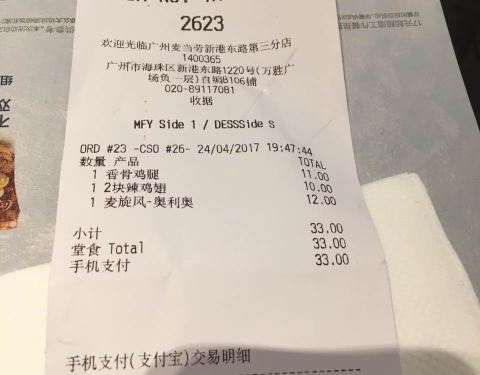 2623
欢迎光临广州麦当劳新港东路第三分店
1400365
广州市海珠区新港东路1220号(万胜广
场负一层)自编B106铺
020-89117081
收据
MFY Side 1 / DESSSide S
ORD #23 -CSO #26- 24/04/2017 19:47:44
数量 产品 TOTAL
1 香骨鸡腿 11.00
1 2块辣鸡翅 10.00
1 麦旋风-奥利奥 12.00
小计 33.00
堂食 Total 33.00
手机支付 33.00
手机支付(支付宝)交易明细